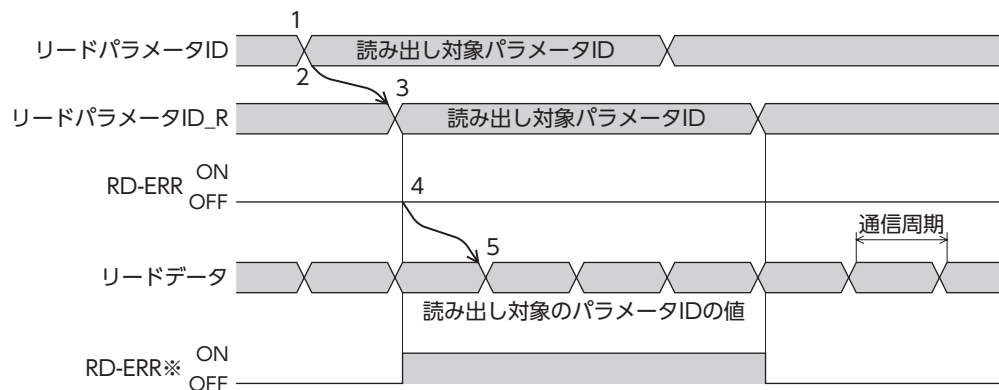 1
リードパラメータID
読み出し対象パラメータID
2
3
リードパラメータID_R
読み出し対象パラメータID
RD-ERR
ON
OFF
4
5
通信周期
リードデータ
読み出し対象のパラメータIDの値
RD-ERR※
ON
OFF